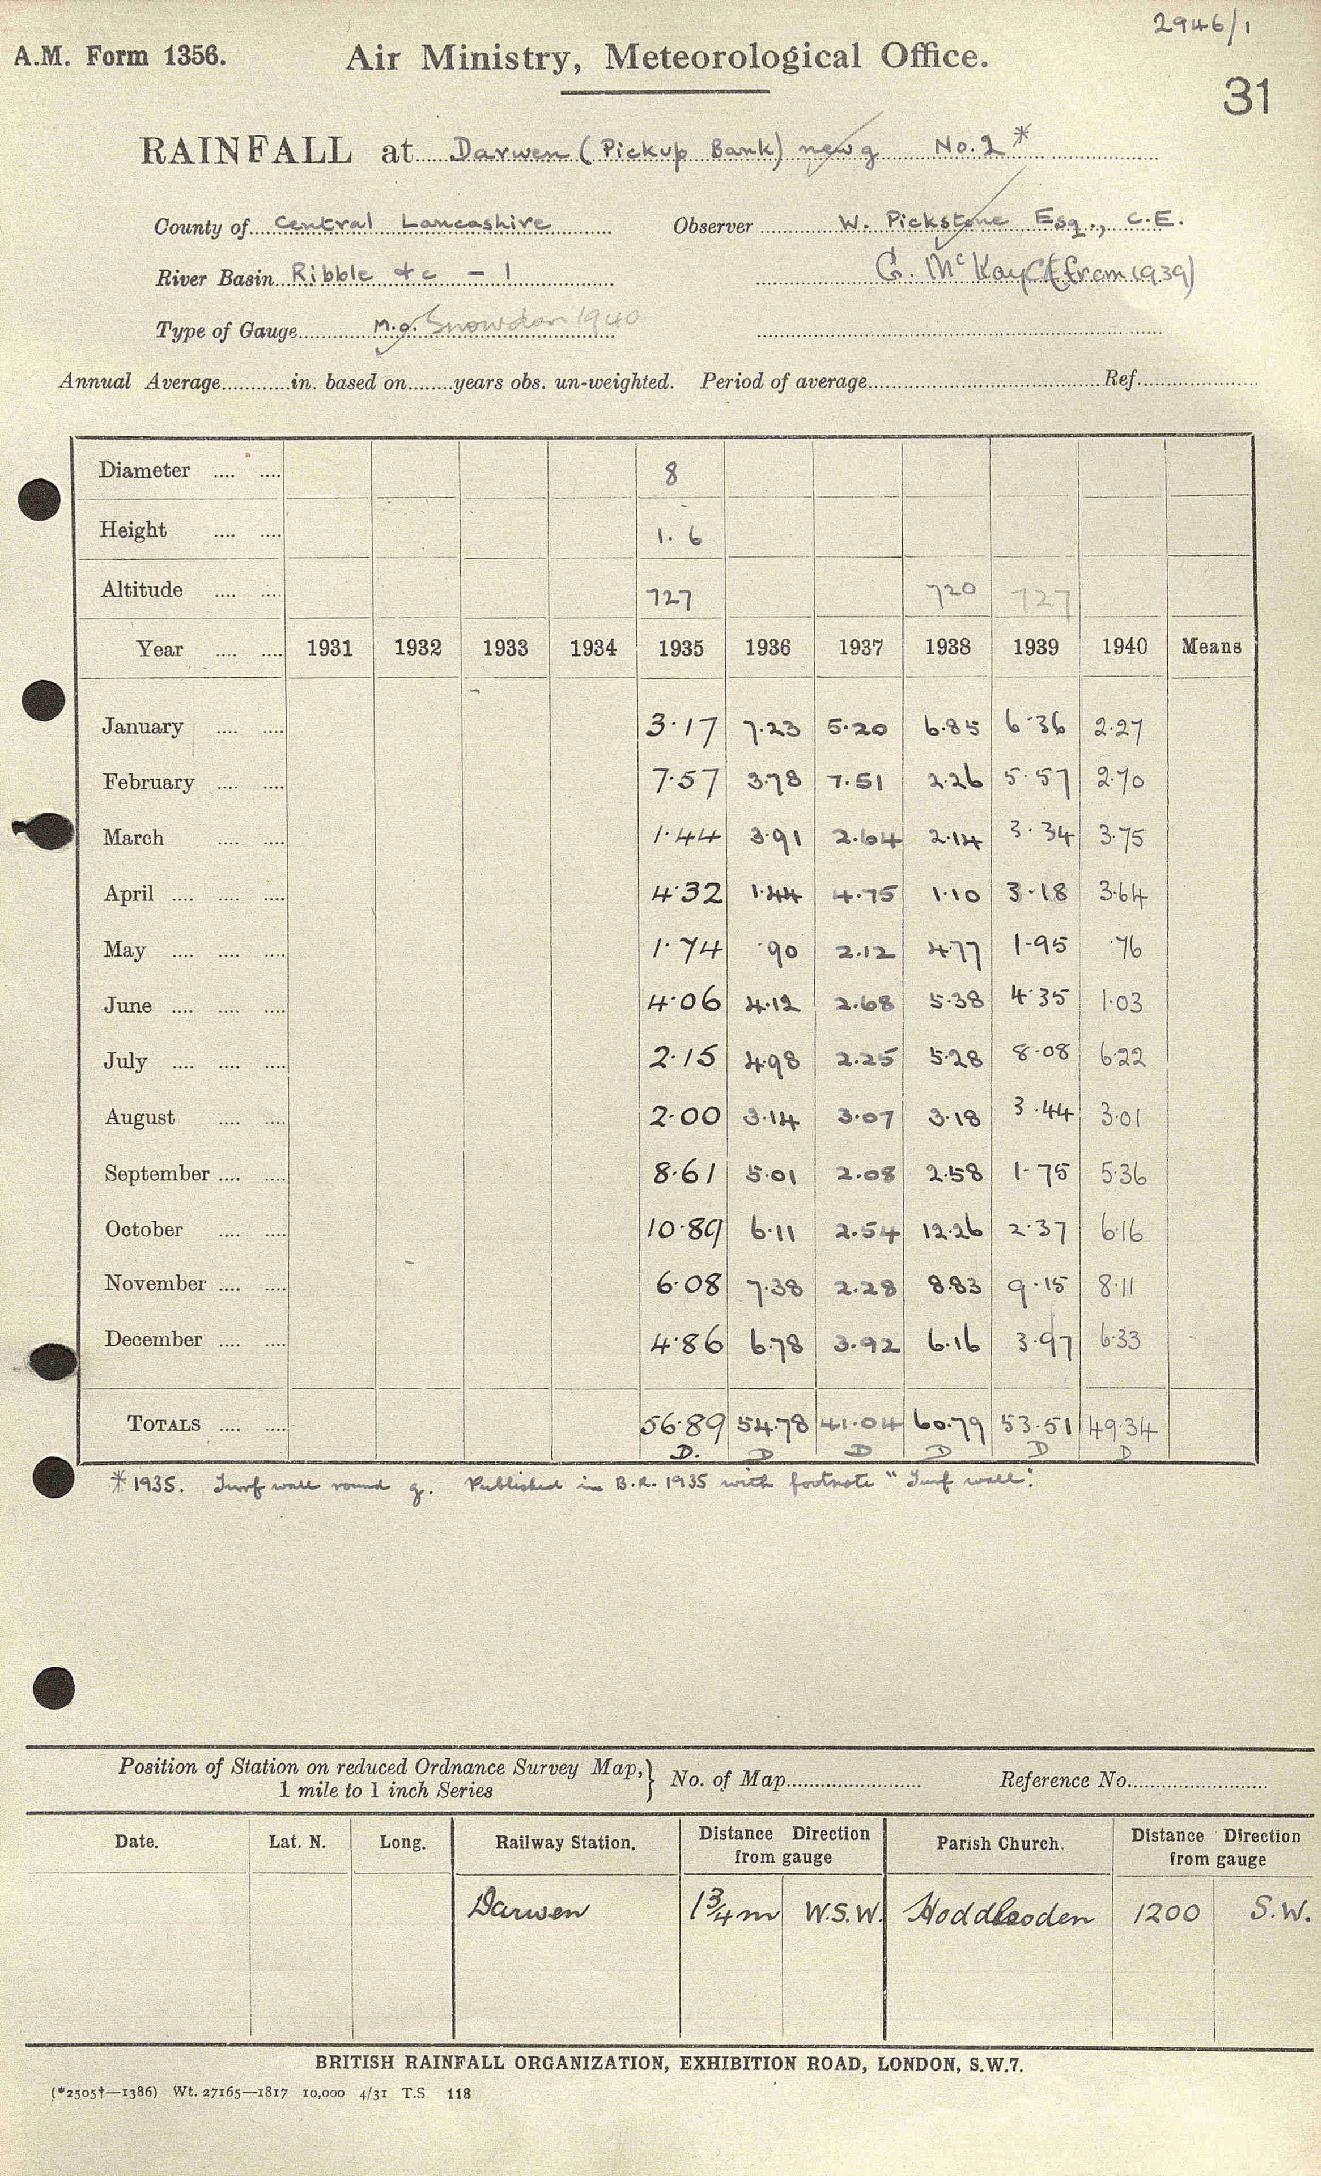 2946/1
A.M. Form 1356. Air Ministry, Meteorological Office.
31
RAINFALL at Darwen (Pickup Bank) new g No. 2 *
County of Central Lancashire Observer W. Pickstone Esq., C.E.
River Basin Ribble &c - 1 G. McKay (from 1939)
Type of Gauge M.O. Snowdon 1940
Annual Average in. based on years obs. un-weighted. Period of average Ref.
Diameter 8
Height 1. 6
Altitude 727 720 727
Year 1931 1932 1933 1934 1935 1936 1937 1938 1939 1940 Means
January 3.17 7.23 5.20 6.85 6.36 2.27
February 7.57 3.78 7.51 2.26 5.57 2.70
March 1.44 3.91 2.64 2.14 3.34 3.75
April 4.32 1.44 4.75 1.10 3.18 3.64
May 1.74 .90 2.12 4.77 1.95 .76
June 4.06 4.12 2.68 5.38 4.35 1.03
July 2.15 4.98 2.25 5.28 8.08 6.22
August 2.00 3.14 3.07 3.18 3.44 3.01
September 8.61 5.01 2.08 2.58 1.75 5.36
October 10.89 6.11 2.54 12.26 2.37 6.16
November 6.08 7.38 2.28 8.83 9.15 8.11
December 4.86 6.78 3.92 6.16 3.97 6.33
TOTALS 56.89 54.78 41.04 60.79 53.51 49.34
D. D D D D D
* 1935. Turf wall round g. Published in B.R. 1935 with footnote "Turf wall".
Position of Station on reduced Ordnance Survey Map, } No. of Map Reference No.
1 mile to 1 inch Series
Date. Lat. N. Long. Railway Station. Distance Direction Parish Church. Distance Direction
from gauge from gauge
Darwen 1¾ m W.S.W. Hoddlesden 1200 S.W.
BRITISH RAINFALL ORGANIZATION, EXHIBITION ROAD, LONDON, S.W.7.
(*2505†—1386) Wt. 27165—1817 10,000 4/31 T.S 118